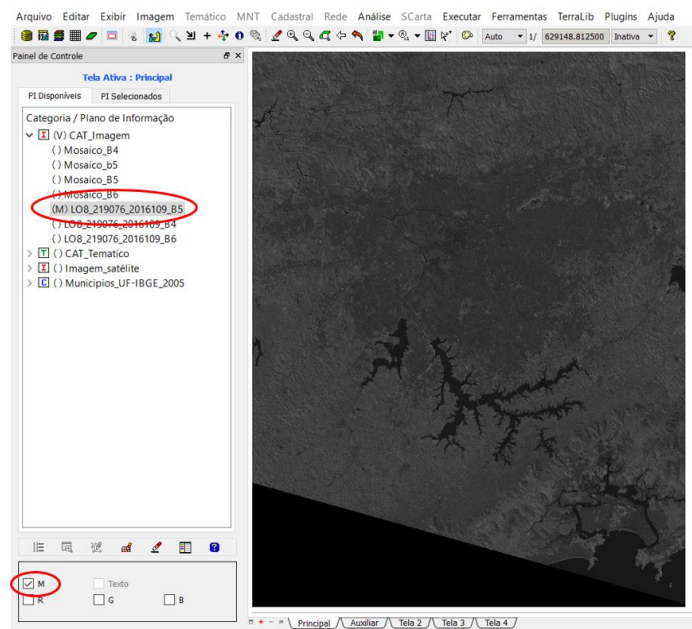 Arquivo Editar Exibir Imagem Temático MNT Cadastral Rede Análise SCarta Executar Ferramentas TerraLib Plugins Ajuda
Auto 1/ 629148.812500 Inativa
Painel de Controle
Tela Ativa : Principal
PI Disponíveis PI Selecionados
Categoria / Plano de Informação
(V) CAT_Imagem
( ) Mosaico_B4
( ) Mosaico_b5
( ) Mosaico_B5
( ) Mosaico_B6
(M) LO8_219076_2016109_B5
( ) LO8_219076_2016109_B4
( ) LO8_219076_2016109_B6
T ( ) CAT_Tematico
I ( ) Imagem_satélite
C ( ) Municipios_UF-IBGE_2005
M Texto
R G B
Principal Auxiliar Tela 2 Tela 3 Tela 4